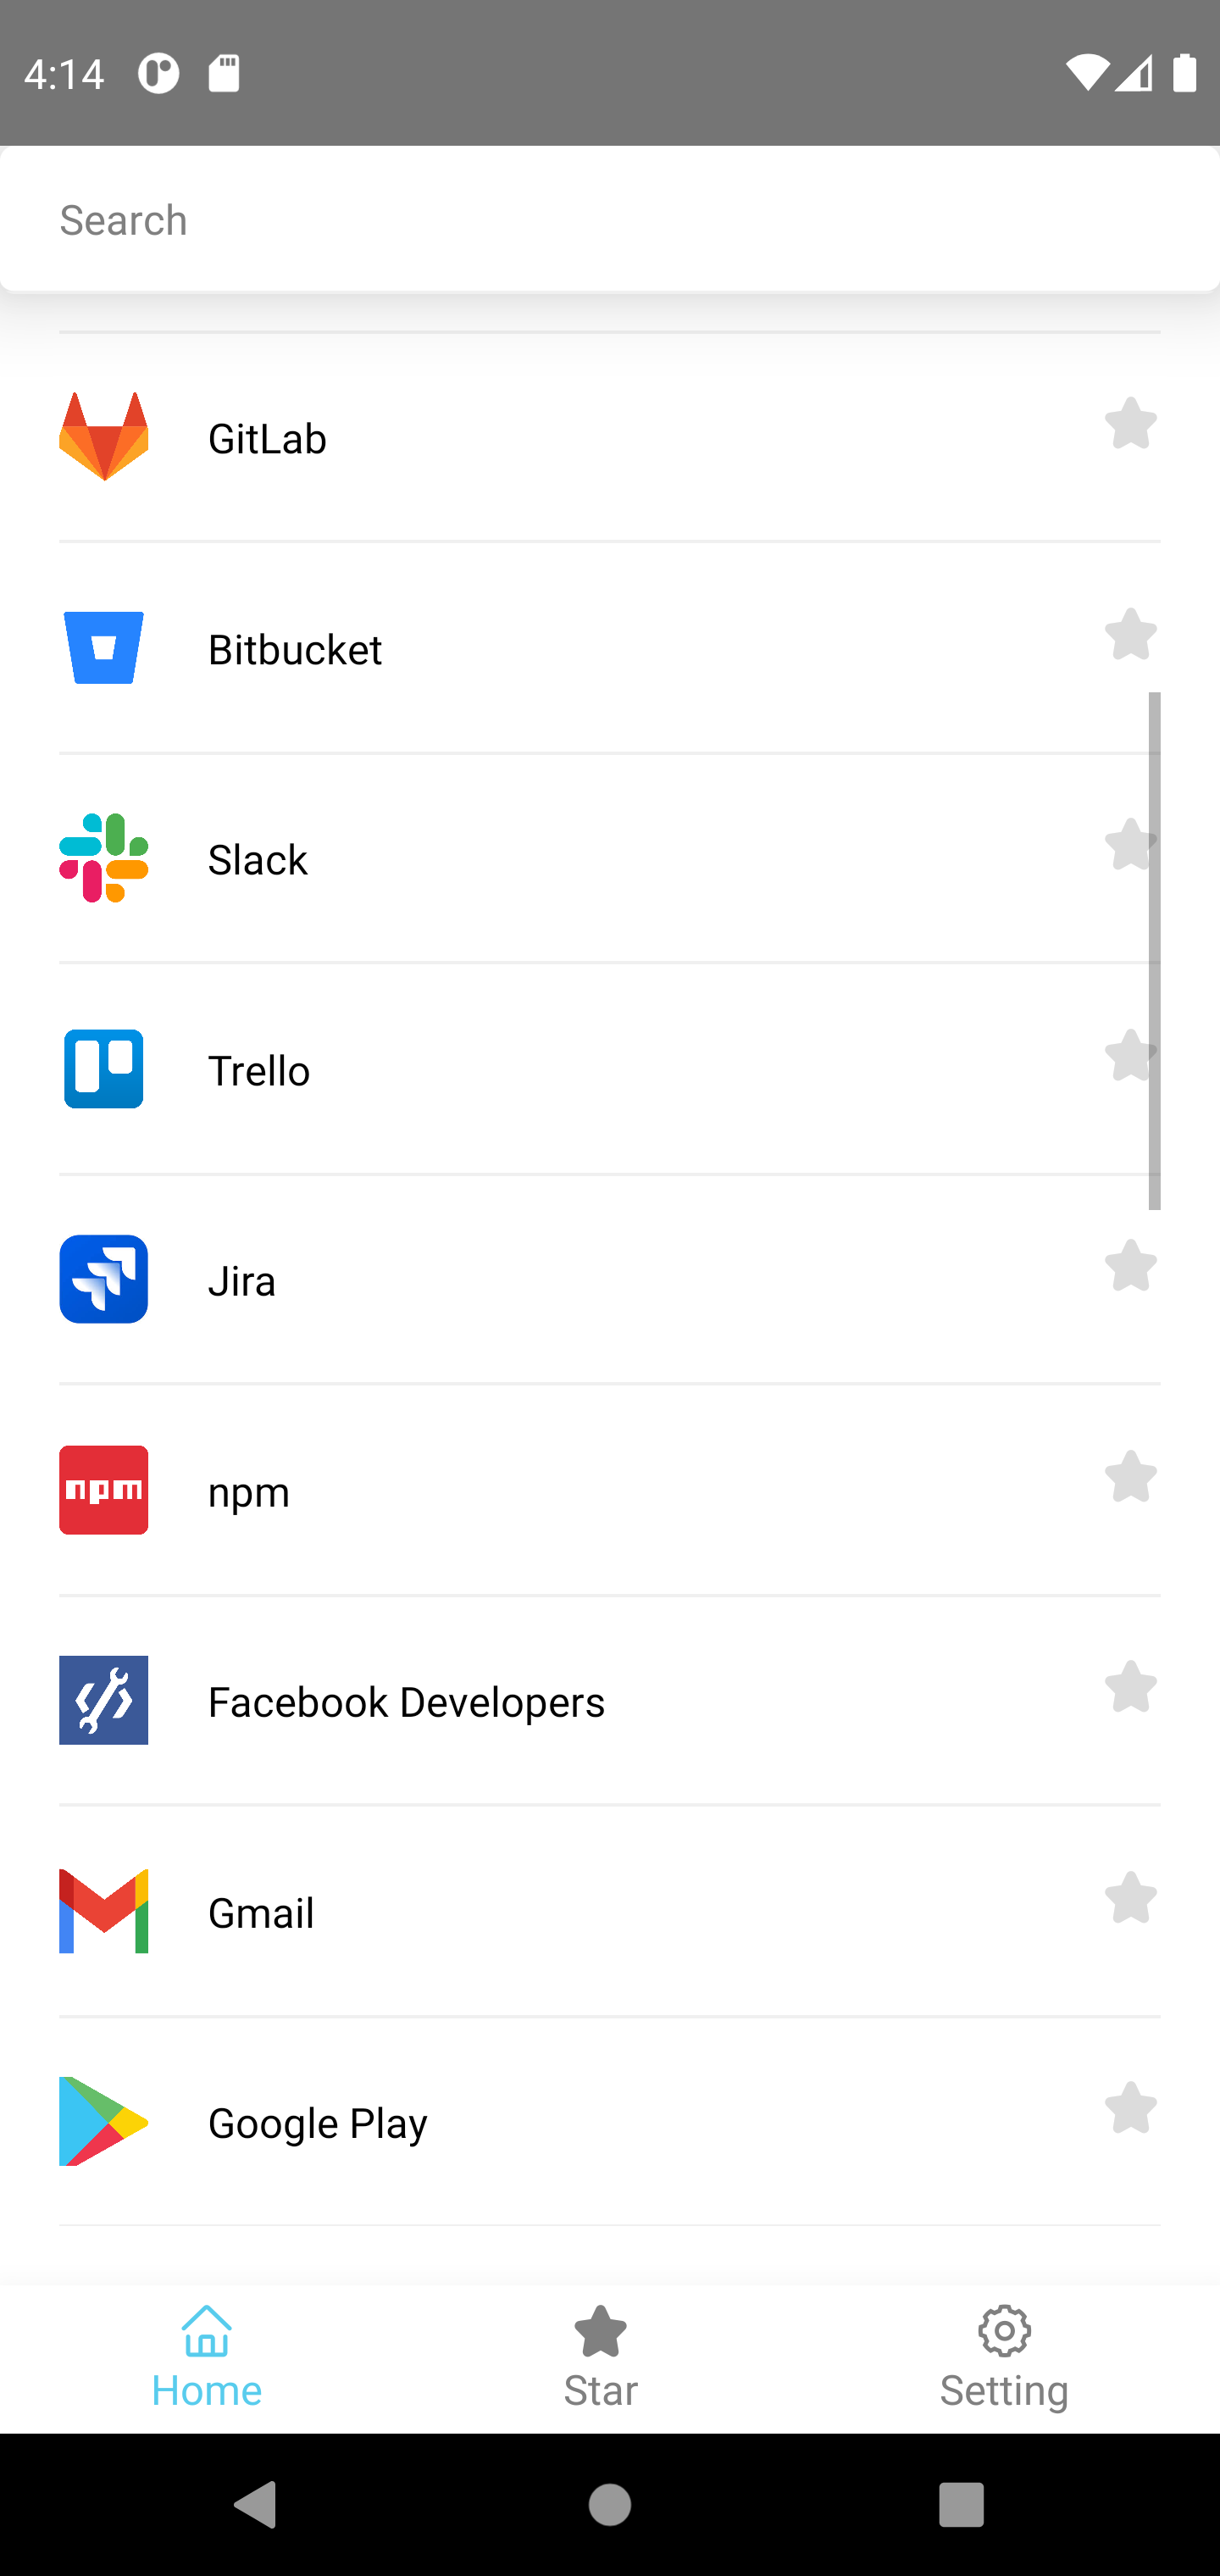 4:14
Search
GitLab
Bitbucket
Slack
Trello
Jira
npm
npm
Facebook Developers
Gmail
Google Play
Home
Star
Setting